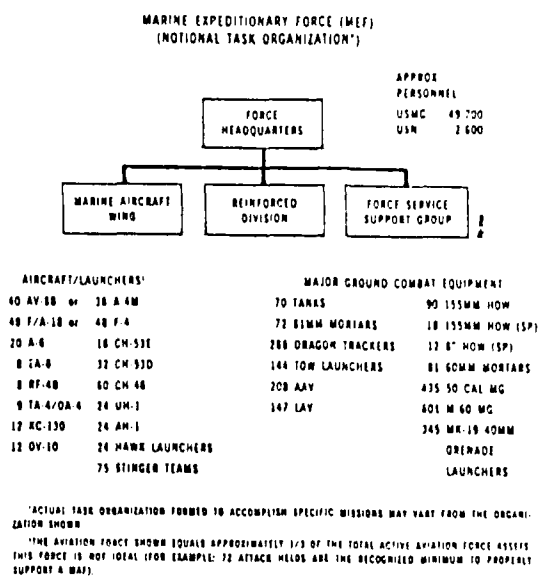 MARINE EXPEDITIONARY FORCE (MEF)
(NOTIONAL TASK ORGANIZATION*)
APPROX
PERSONNEL
USMC 49,700
USN 2,600
FORCE
HEADQUARTERS
MARINE AIRCRAFT
WING
REINFORCED
DIVISION
FORCE SERVICE
SUPPORT GROUP
AIRCRAFT/LAUNCHERS¹
40 AV-8B or 38 A-4M
48 F/A-18 or 48 F-4
20 A-6 16 CH-53E
8 EA-6 32 CH-53D
8 RF-4B 60 CH-46
9 TA-4/OA-4 24 UH-1
12 KC-130 24 AH-1
12 OV-10 24 HAWK LAUNCHERS
75 STINGER TEAMS
MAJOR GROUND COMBAT EQUIPMENT
70 TANKS 90 155MM HOW
72 81MM MORTARS 18 155MM HOW (SP)
288 DRAGON TRACKERS 12 8" HOW (SP)
144 TOW LAUNCHERS 81 60MM MORTARS
208 AAV 435 50 CAL MG
147 LAV 601 M 60 MG
345 MK-19 40MM
GRENADE
LAUNCHERS
*ACTUAL TASK ORGANIZATION FORMED TO ACCOMPLISH SPECIFIC MISSIONS MAY VARY FROM THE ORGANI-
ZATION SHOWN
¹THE AVIATION FORCE SHOWN EQUALS APPROXIMATELY 1/3 OF THE TOTAL ACTIVE AVIATION FORCE ASSETS
THIS FORCE IS NOT IDEAL (FOR EXAMPLE: 72 ATTACK HELOS ARE THE RECOGNIZED MINIMUM TO PROPERLY
SUPPORT A MAF).